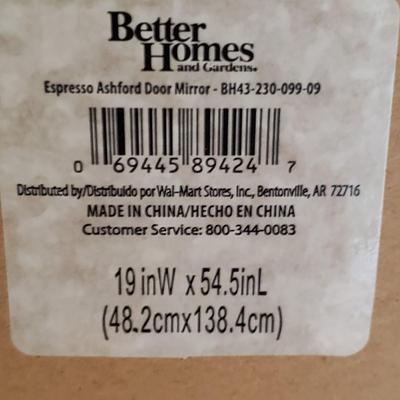 Better
Homes
and Gardens®
Espresso Ashford Door Mirror - BH43-230-099-09
0 69445 89424 7
Distributed by/Distribuido por Wal-Mart Stores, Inc., Bentonville, AR 72716
MADE IN CHINA/HECHO EN CHINA
Customer Service: 800-344-0083
19 inW x 54.5inL
(48.2cmx138.4cm)